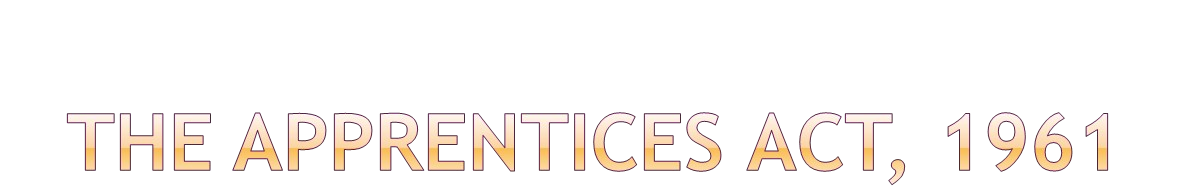 THE APPRENTICES ACT, 1961